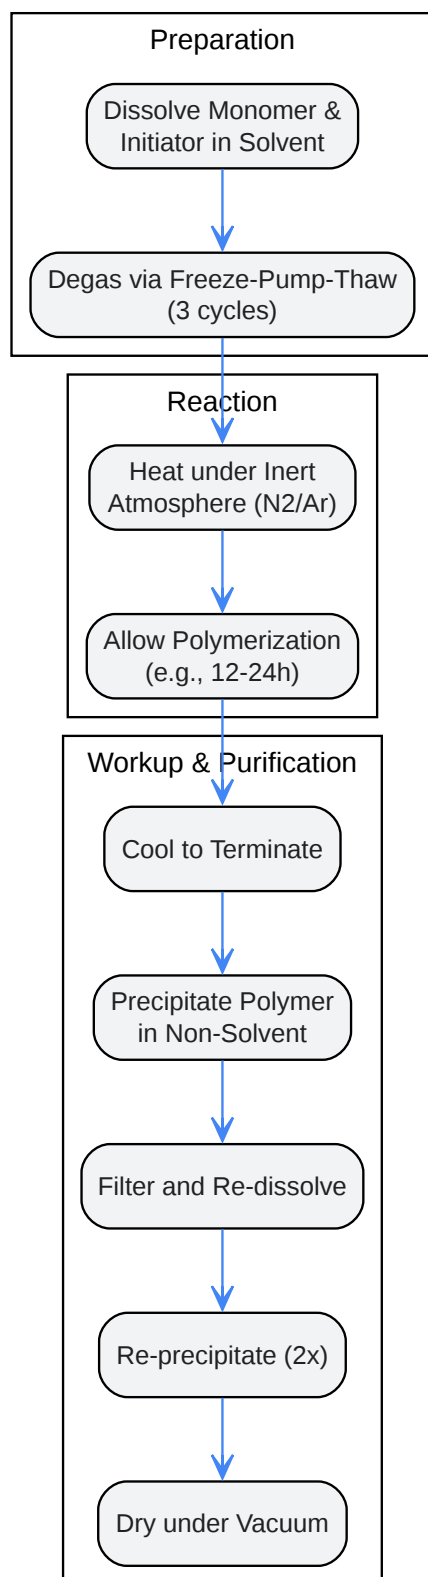 Preparation
Dissolve Monomer &
Initiator in Solvent
Degas via Freeze-Pump-Thaw
(3 cycles)
Reaction
Heat under Inert
Atmosphere (N2/Ar)
Allow Polymerization
(e.g., 12-24h)
Workup & Purification
Cool to Terminate
Precipitate Polymer
in Non-Solvent
Filter and Re-dissolve
Re-precipitate (2x)
Dry under Vacuum